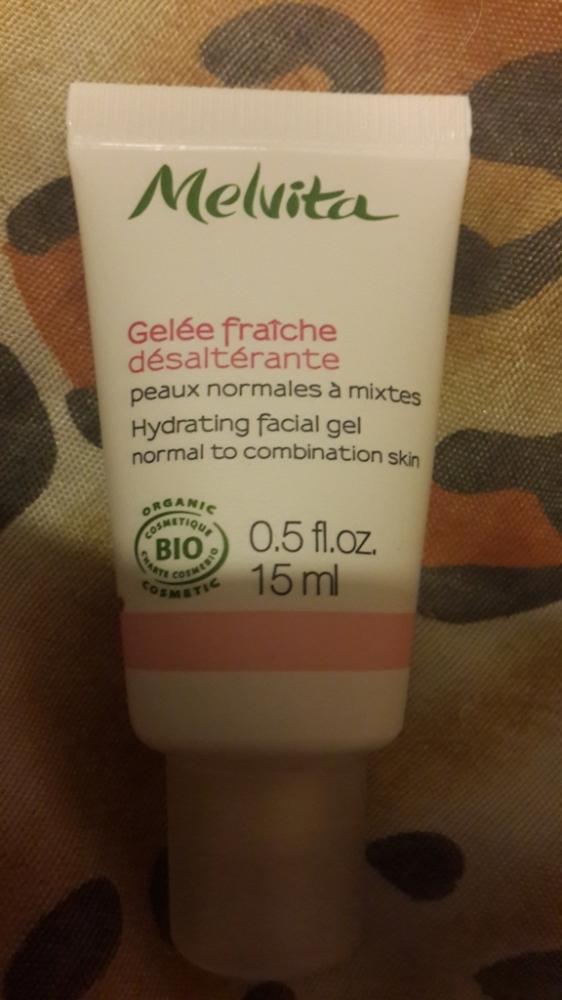 Melvita
Gelée fraîche
désaltérante
peaux normales à mixtes
Hydrating facial gel
normal to combination skin
ORGANIC
COSMETIQUE
BIO
CHARTE COSMEBIO
COSMETIC
0.5 fl.oz.
15 ml